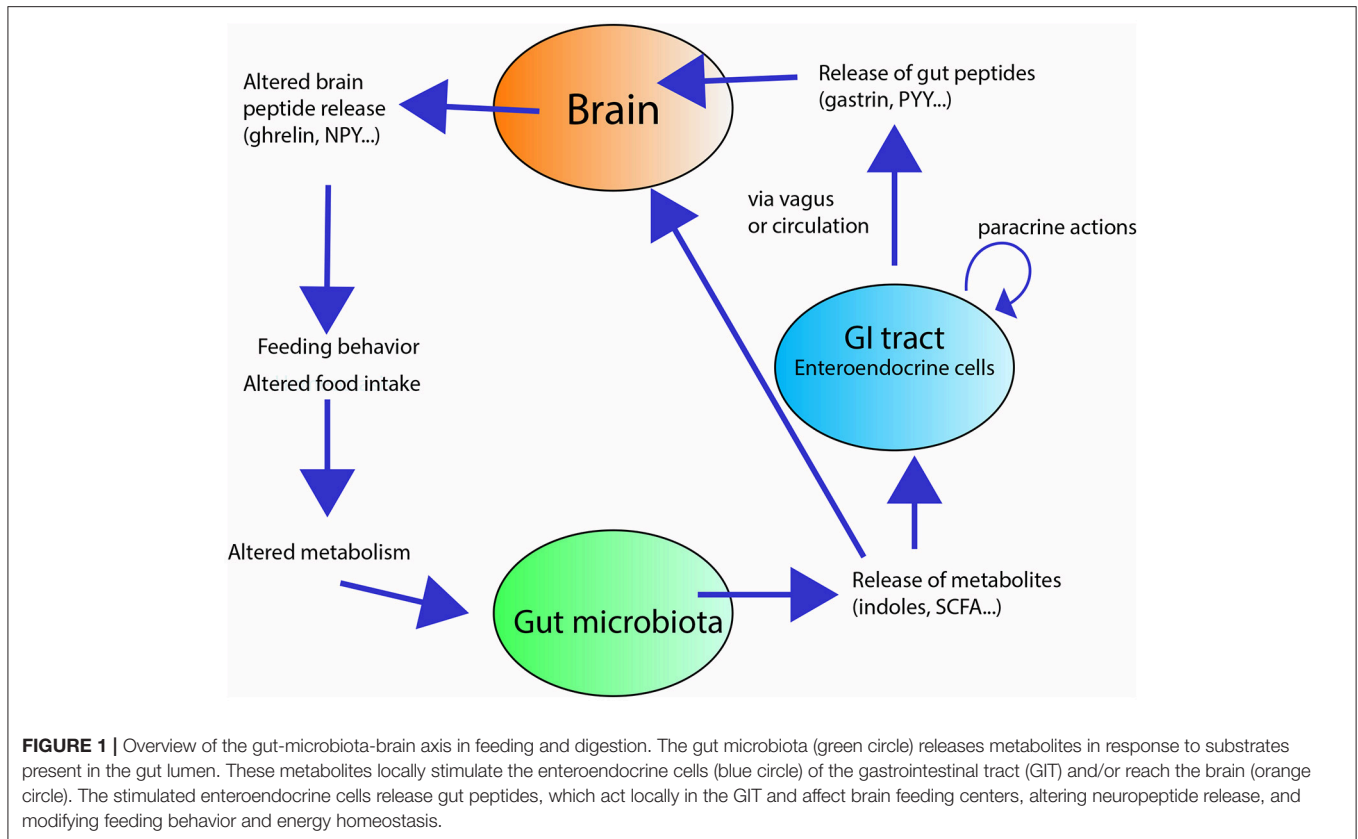 Altered brain
peptide release
(ghrelin, NPY...)
Brain
Release of gut peptides
(gastrin, PYY...)
via vagus
or circulation
paracrine actions
GI tract
Enteroendocrine cells
Feeding behavior
Altered food intake
Altered metabolism
Gut microbiota
Release of metabolites
(indoles, SCFA...)
FIGURE 1 | Overview of the gut-microbiota-brain axis in feeding and digestion. The gut microbiota (green circle) releases metabolites in response to substrates
present in the gut lumen. These metabolites locally stimulate the enteroendocrine cells (blue circle) of the gastrointestinal tract (GIT) and/or reach the brain (orange
circle). The stimulated enteroendocrine cells release gut peptides, which act locally in the GIT and affect brain feeding centers, altering neuropeptide release, and
modifying feeding behavior and energy homeostasis.